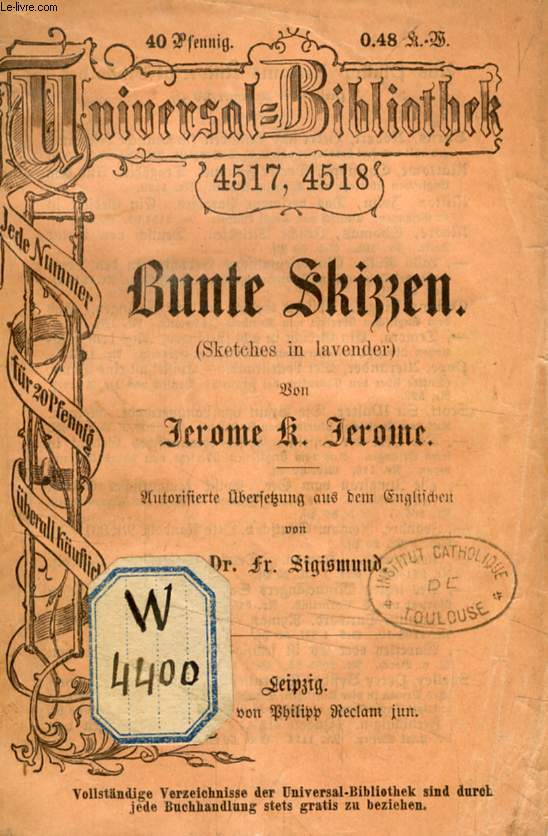 Le-livre.com
40 Pfennig. 0.48 K.-W.
Universal=Bibliothek
4517, 4518
Jede Nummer
für 20 Pfennig
überall käuflich
Bunte Skizzen.
(Sketches in lavender)
Von
Jerome K. Jerome.
Autorisierte Übersetzung aus dem Englischen
von
Dr. Fr. Sigismund.
INSTITUT CATHOLIQUE
DE
TOULOUSE
W
4400
Leipzig.
von Philipp Reclam jun.
Vollständige Verzeichnisse der Universal-Bibliothek sind durch
jede Buchhandlung stets gratis zu beziehen.